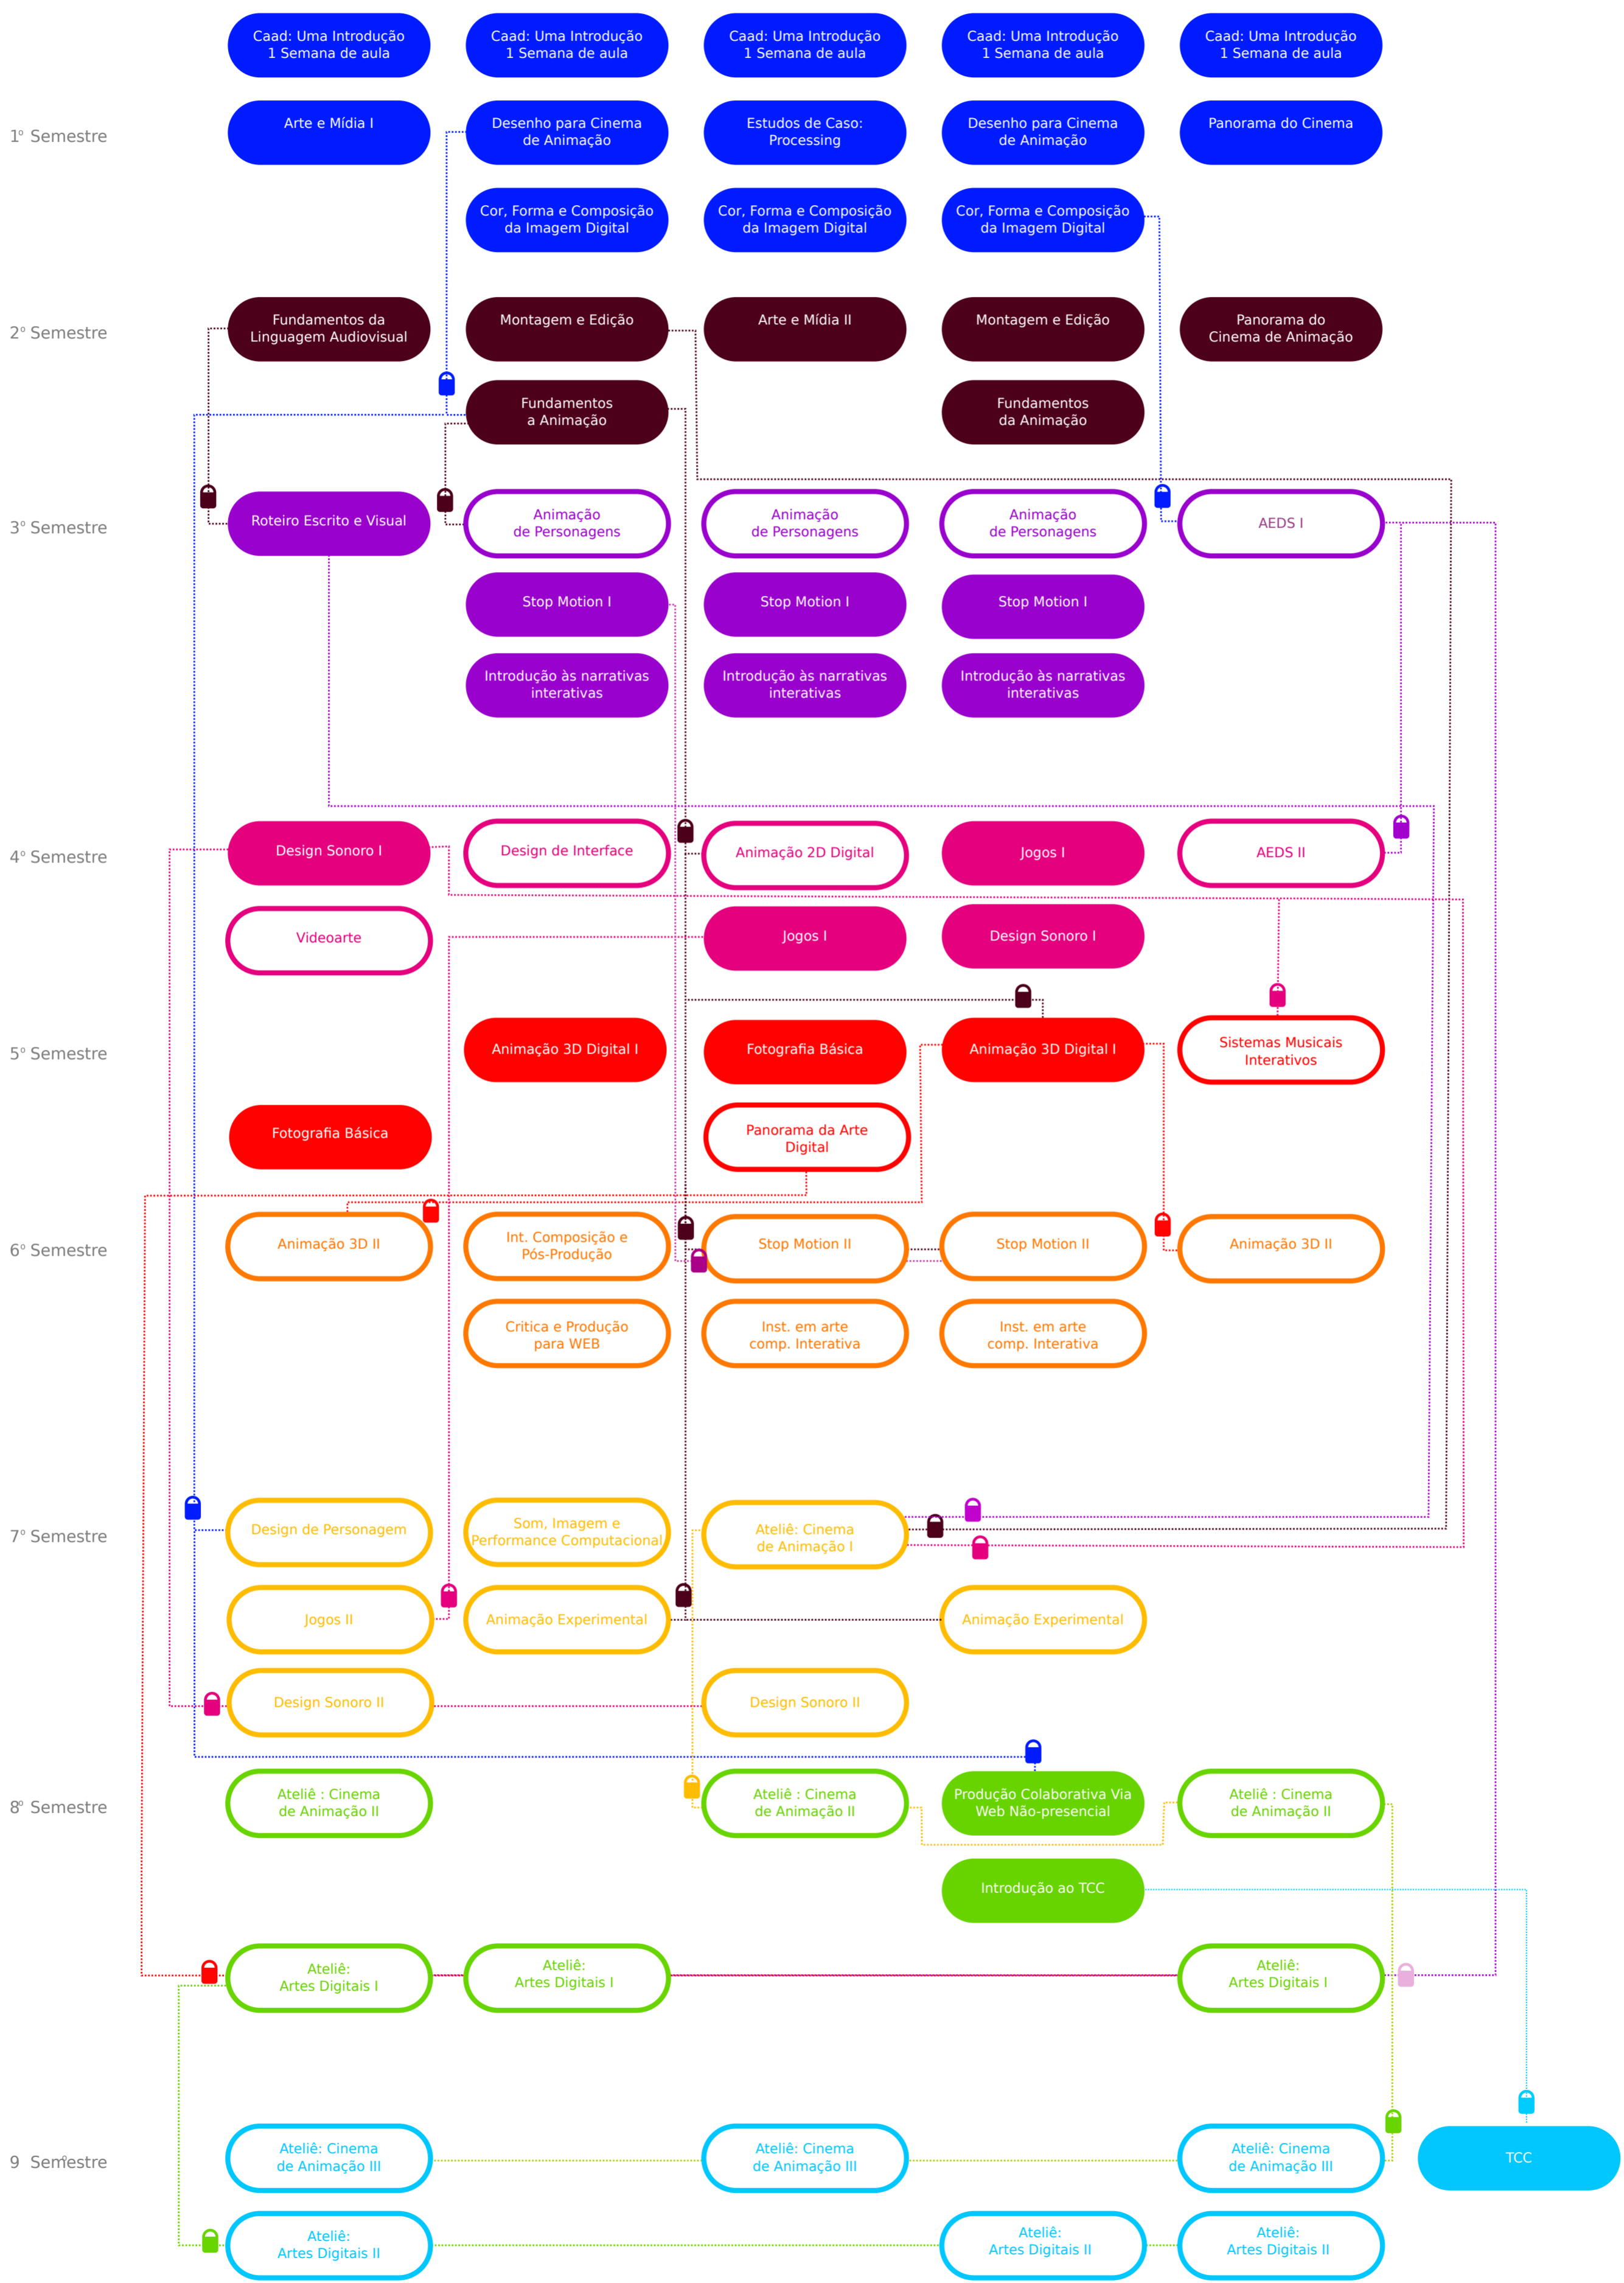 Caad: Uma Introdução
1 Semana de aula
Caad: Uma Introdução
1 Semana de aula
Caad: Uma Introdução
1 Semana de aula
Caad: Uma Introdução
1 Semana de aula
Caad: Uma Introdução
1 Semana de aula
1º Semestre
Arte e Mídia I
Desenho para Cinema
de Animação
Estudos de Caso:
Processing
Desenho para Cinema
de Animação
Panorama do Cinema
Cor, Forma e Composição
da Imagem Digital
Cor, Forma e Composição
da Imagem Digital
Cor, Forma e Composição
da Imagem Digital
2º Semestre
Fundamentos da
Linguagem Audiovisual
Montagem e Edição
Arte e Mídia II
Montagem e Edição
Panorama do
Cinema de Animação
Fundamentos
a Animação
Fundamentos
da Animação
3º Semestre
Roteiro Escrito e Visual
Animação
de Personagens
Animação
de Personagens
Animação
de Personagens
AEDS I
Stop Motion I
Stop Motion I
Stop Motion I
Introdução às narrativas
interativas
Introdução às narrativas
interativas
Introdução às narrativas
interativas
4º Semestre
Design Sonoro I
Design de Interface
Animação 2D Digital
Jogos I
AEDS II
Videoarte
Jogos I
Design Sonoro I
5º Semestre
Animação 3D Digital I
Fotografia Básica
Animação 3D Digital I
Sistemas Musicais
Interativos
Fotografia Básica
Panorama da Arte
Digital
6º Semestre
Animação 3D II
Int. Composição e
Pós-Produção
Stop Motion II
Stop Motion II
Animação 3D II
Critica e Produção
para WEB
Inst. em arte
comp. Interativa
Inst. em arte
comp. Interativa
7º Semestre
Design de Personagem
Som, Imagem e
Performance Computacional
Ateliê: Cinema
de Animação I
Jogos II
Animação Experimental
Animação Experimental
Design Sonoro II
Design Sonoro II
8º Semestre
Ateliê : Cinema
de Animação II
Ateliê : Cinema
de Animação II
Produção Colaborativa Via
Web Não-presencial
Ateliê : Cinema
de Animação II
Introdução ao TCC
Ateliê:
Artes Digitais I
Ateliê:
Artes Digitais I
Ateliê:
Artes Digitais I
9º Semestre
Ateliê: Cinema
de Animação III
Ateliê: Cinema
de Animação III
Ateliê: Cinema
de Animação III
TCC
Ateliê:
Artes Digitais II
Ateliê:
Artes Digitais II
Ateliê:
Artes Digitais II